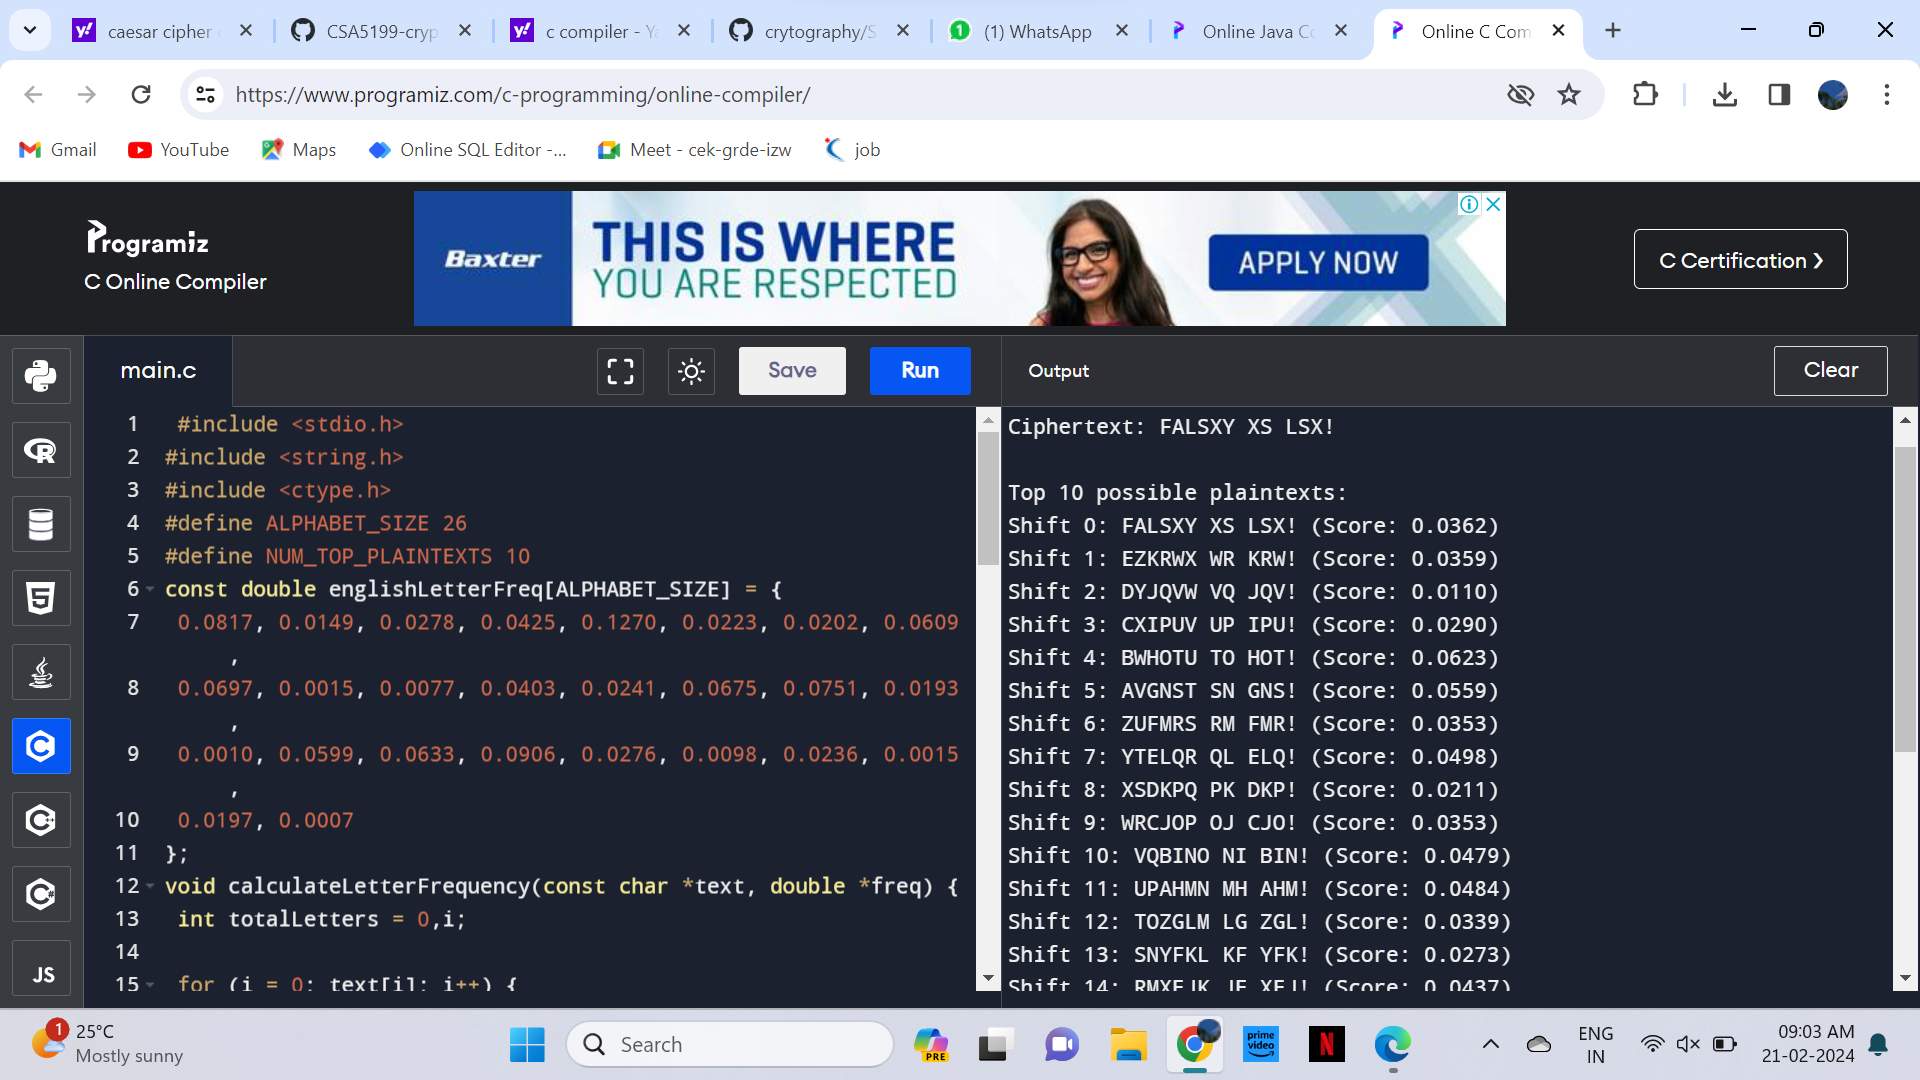 caesar cipher
CSA5199-cryp
c compiler - Ya
crytography/S
(1) WhatsApp
Online Java Co
Online C Com
https://www.programiz.com/c-programming/online-compiler/
Gmail
YouTube
Maps
Online SQL Editor -...
Meet - cek-grde-izw
job
Programiz
C Online Compiler
Baxter
THIS IS WHERE
YOU ARE RESPECTED
APPLY NOW
C Certification ❯
main.c
Save
Run
Output
Clear
1 #include <stdio.h>
2 #include <string.h>
3 #include <ctype.h>
4 #define ALPHABET_SIZE 26
5 #define NUM_TOP_PLAINTEXTS 10
6 const double englishLetterFreq[ALPHABET_SIZE] = {
7 0.0817, 0.0149, 0.0278, 0.0425, 0.1270, 0.0223, 0.0202, 0.0609
,
8 0.0697, 0.0015, 0.0077, 0.0403, 0.0241, 0.0675, 0.0751, 0.0193
,
9 0.0010, 0.0599, 0.0633, 0.0906, 0.0276, 0.0098, 0.0236, 0.0015
,
10 0.0197, 0.0007
11 };
12 void calculateLetterFrequency(const char *text, double *freq) {
13 int totalLetters = 0,i;
14
15 for (i = 0; text[i]; i++) {
Ciphertext: FALSXY XS LSX!
Top 10 possible plaintexts:
Shift 0: FALSXY XS LSX! (Score: 0.0362)
Shift 1: EZKRWX WR KRW! (Score: 0.0359)
Shift 2: DYJQVW VQ JQV! (Score: 0.0110)
Shift 3: CXIPUV UP IPU! (Score: 0.0290)
Shift 4: BWHOTU TO HOT! (Score: 0.0623)
Shift 5: AVGNST SN GNS! (Score: 0.0559)
Shift 6: ZUFMRS RM FMR! (Score: 0.0353)
Shift 7: YTELQR QL ELQ! (Score: 0.0498)
Shift 8: XSDKPQ PK DKP! (Score: 0.0211)
Shift 9: WRCJOP OJ CJO! (Score: 0.0353)
Shift 10: VQBINO NI BIN! (Score: 0.0479)
Shift 11: UPAHMN MH AHM! (Score: 0.0484)
Shift 12: TOZGLM LG ZGL! (Score: 0.0339)
Shift 13: SNYFKL KF YFK! (Score: 0.0273)
Shift 14: RMXEJK JE XEJ! (Score: 0.0437)
JS
1
25°C
Mostly sunny
Search
PRE
prime
video
N
ENG
IN
09:03 AM
21-02-2024